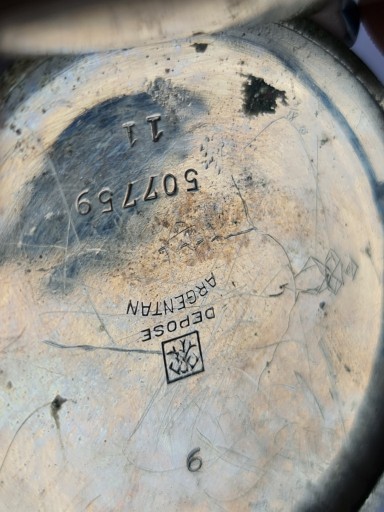 6
DEPOSE
ARGENTAN
507759
11